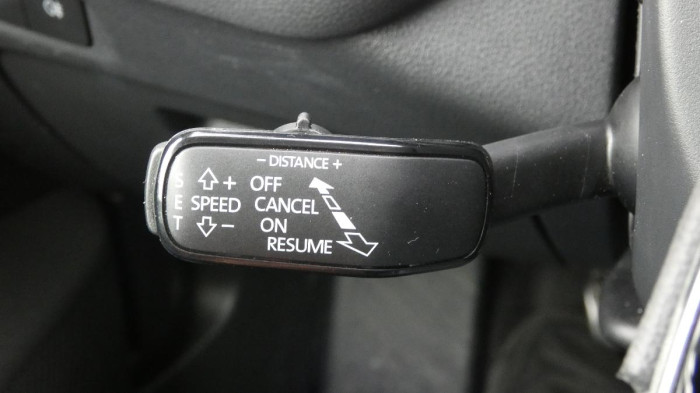 - DISTANCE +
S + OFF
E SPEED CANCEL
T - ON
RESUME